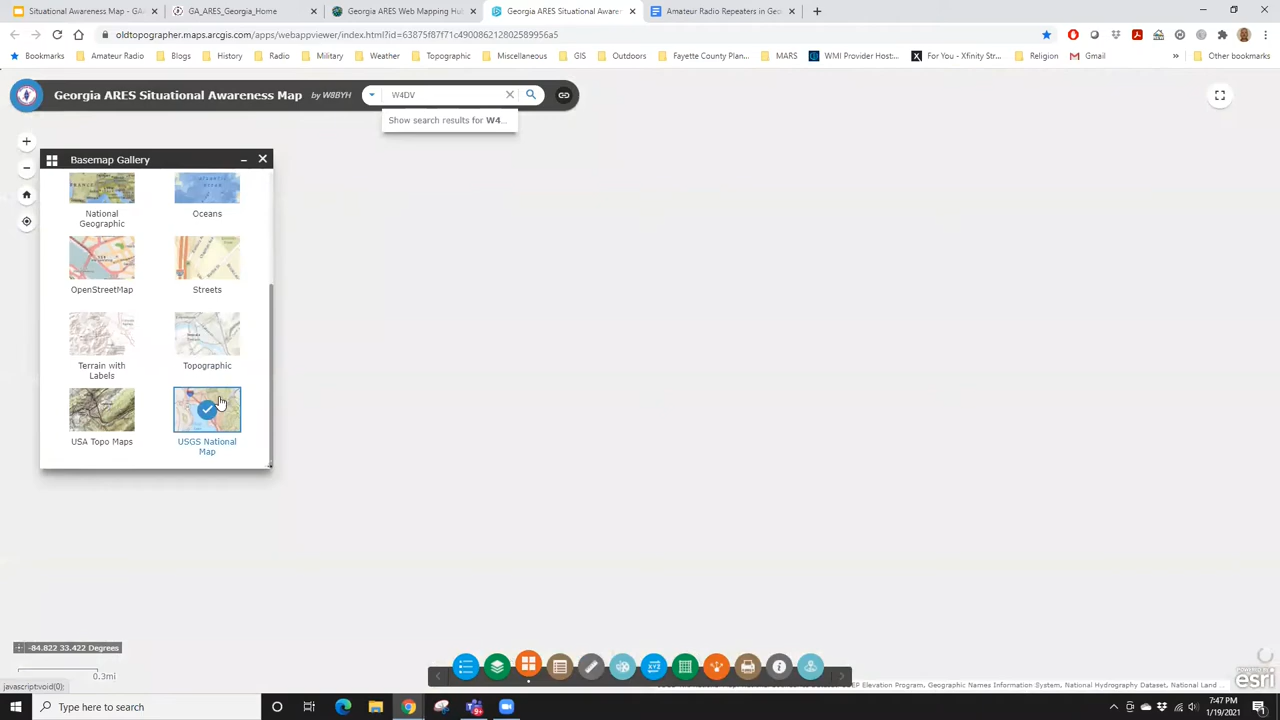 Situational Awareness Map - GA
GA_ARES_Georgia_Home
Georgia ARES Web Mapping Hub
Georgia ARES Situational Aware
Amateur Radio Repeaters in Geo
oldtopographer.maps.arcgis.com/apps/webappviewer/index.html?id=63875f87f71c490086212802858995a5
Bookmarks
Amateur Radio
Blogs
History
Radio
Military
Weather
Topographic
Miscellaneous
GIS
Outdoors
Fayette County Plan...
MARS
WMI Provider Host:...
For You - Xfinity Str...
Religion
Gmail
»
Other bookmarks
Georgia ARES Situational Awareness Map by W8BYH
W4DV
Show search results for W4...
Basemap Gallery
National
Geographic
Oceans
OpenStreetMap
Streets
Terrain with
Labels
Topographic
USA Topo Maps
USGS National
Map
-84.822 33.422 Degrees
0.3mi
javascript:void(0);
XYZ
Elevation Program, Geographic Names Information System, National Hydrography Dataset, National Land ...
POWERED BY
esri
Type here to search
7:47 PM
1/19/2021